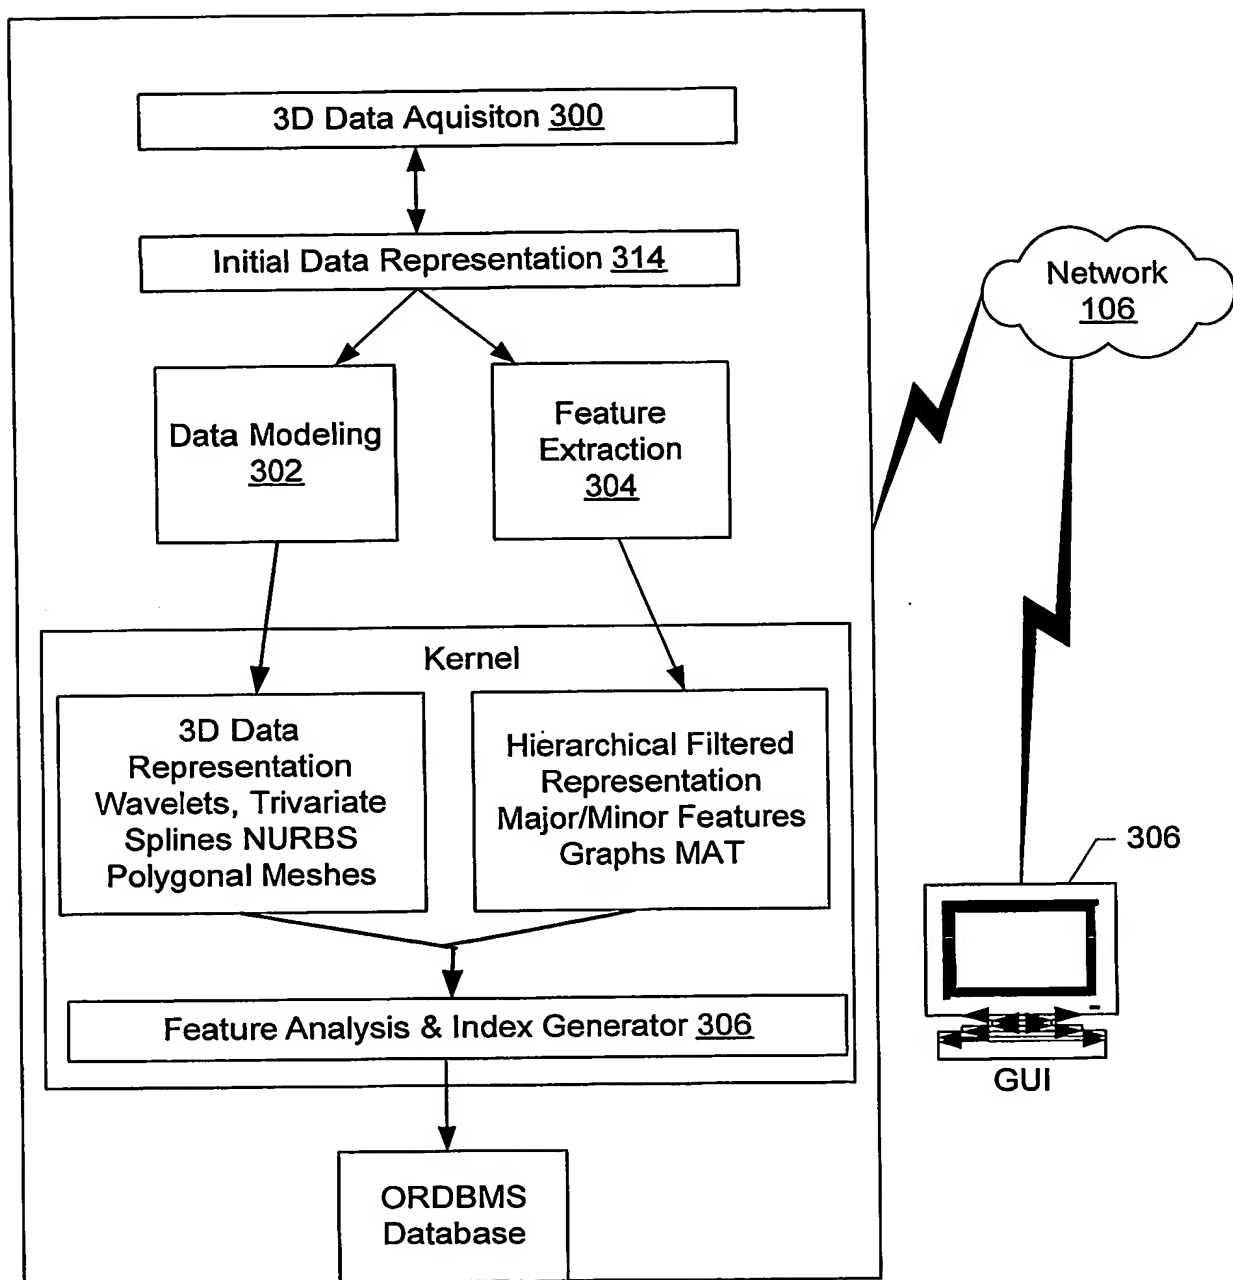 3D Data Aquisiton 300
Initial Data Representation 314
Network
106
Data Modeling
302
Feature
Extraction
304
Kernel
3D Data
Representation
Wavelets, Trivariate
Splines NURBS
Polygonal Meshes
Hierarchical Filtered
Representation
Major/Minor Features
Graphs MAT
306
Feature Analysis & Index Generator 306
GUI
ORDBMS
Database